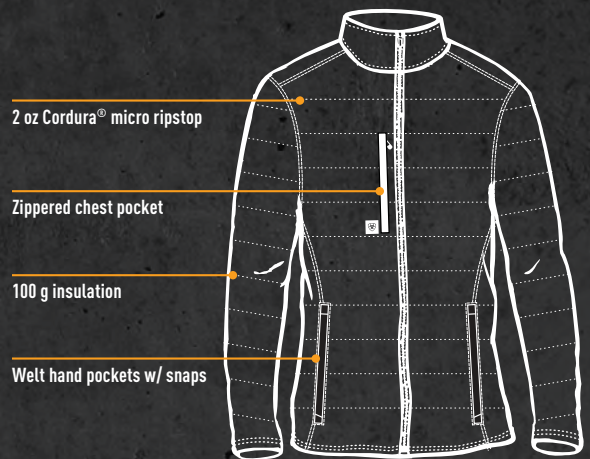 2 oz Cordura® micro ripstop
Zippered chest pocket
100 g insulation
Welt hand pockets w/ snaps